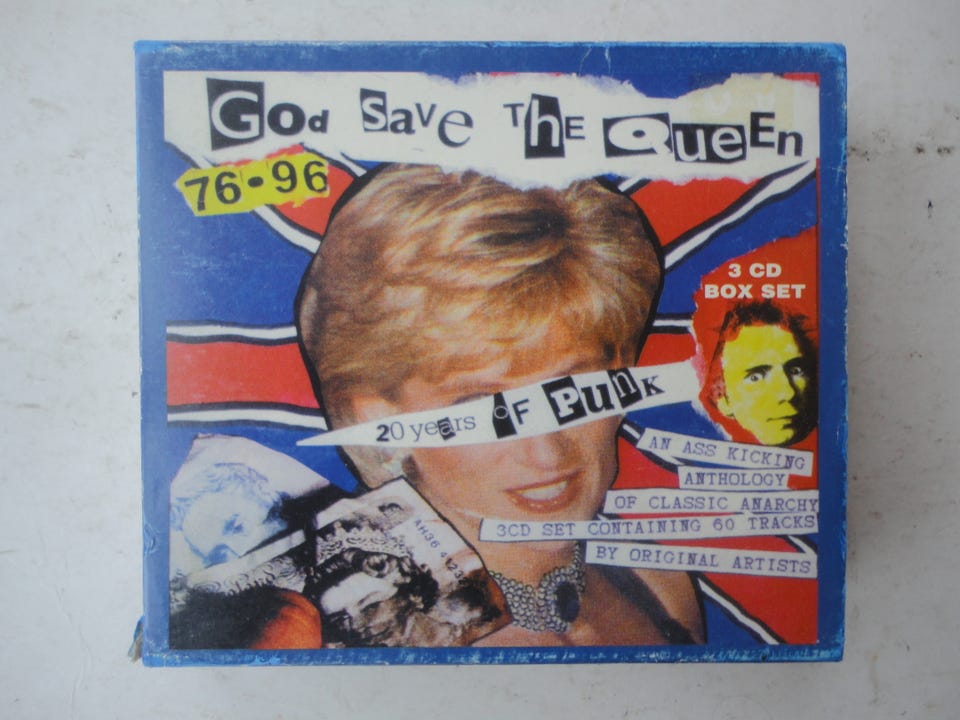 God Save The Queen
76•96
3 CD
BOX SET
20 years of Punk
AN ASS KICKING
ANTHOLOGY
OF CLASSIC ANARCHY
3CD SET CONTAINING 60 TRACKS
BY ORIGINAL ARTISTS